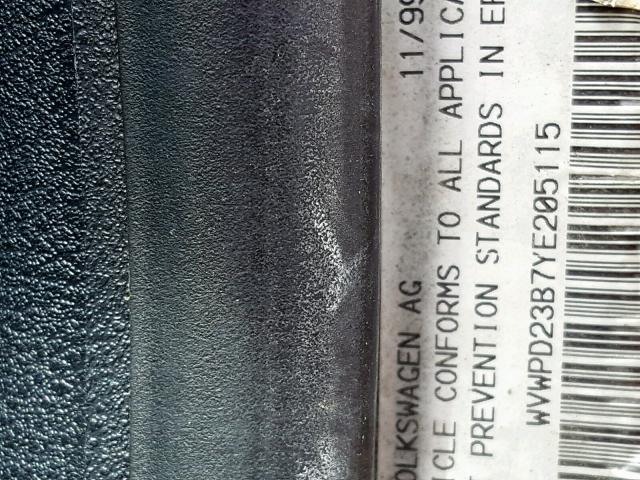 OLKSWAGEN AG 11/99
ICLE CONFORMS TO ALL APPLICA
T PREVENTION STANDARDS IN EF
WVWPD23B7YE205115